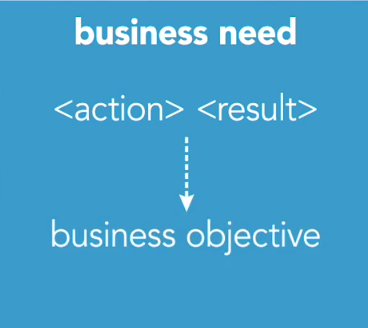 business need
<action> <result>
business objective